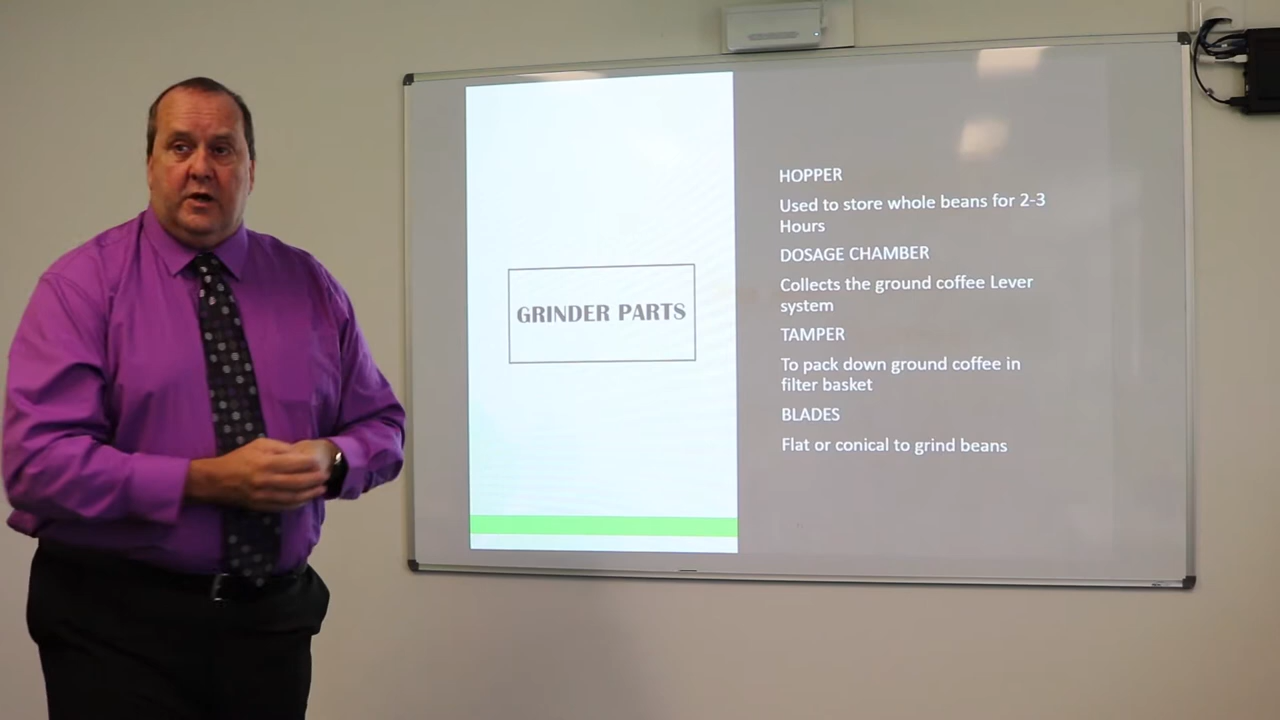 GRINDER PARTS
HOPPER
Used to store whole beans for 2-3
Hours
DOSAGE CHAMBER
Collects the ground coffee Lever
system
TAMPER
To pack down ground coffee in
filter basket
BLADES
Flat or conical to grind beans